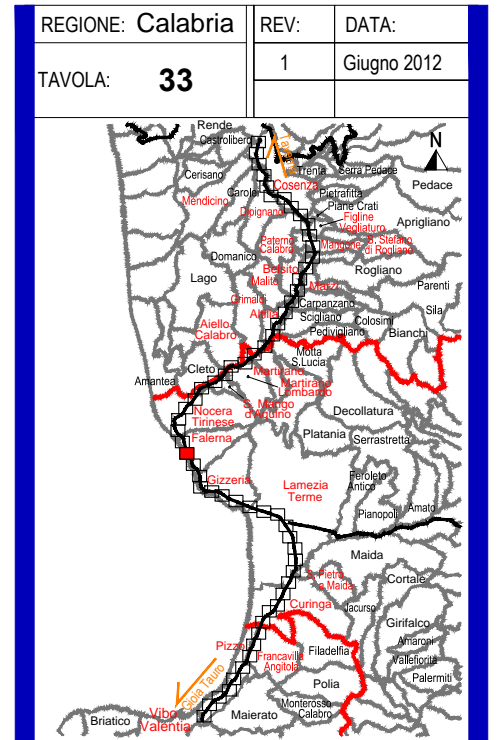 REGIONE: Calabria
REV:
DATA:
TAVOLA: 33
1
Giugno 2012
Rende
Castrolibero
Taverna
N
Cerisano
Trenta
Serra Pedace
Carolei
Cosenza
Pedace
Mendicino
Pietrafitta
Dipignano
Piane Crati
Figline
Vegliaturo
Aprigliano
Paterno
Calabro
Mangone
S. Stefano
di Rogliano
Domanico
Belsito
Rogliano
Lago
Malito
Marzi
Parenti
Grimaldi
Carpanzano
Altilia
Scigliano
Colosimi
Sila
Aiello
Calabro
Pedivigliano
Bianchi
Motta
S.Lucia
Cleto
Martirano
Amantea
Martirano
Lombardo
S. Mango
d'Aquino
Nocera
Tirinese
Decollatura
Falerna
Platania
Serrastretta
Gizzeria
Lamezia
Terme
Feroleto
Antico
Pianopoli
Amato
Maida
S. Pietro
a Maida
Cortale
Curinga
Jacurso
Girifalco
Pizzo
Amaroni
Francavilla
Angitola
Filadelfia
Vallefiorita
Gioia Tauro
Polia
Palermiti
Vibo
Valentia
Briatico
Maierato
Monterosso
Calabro